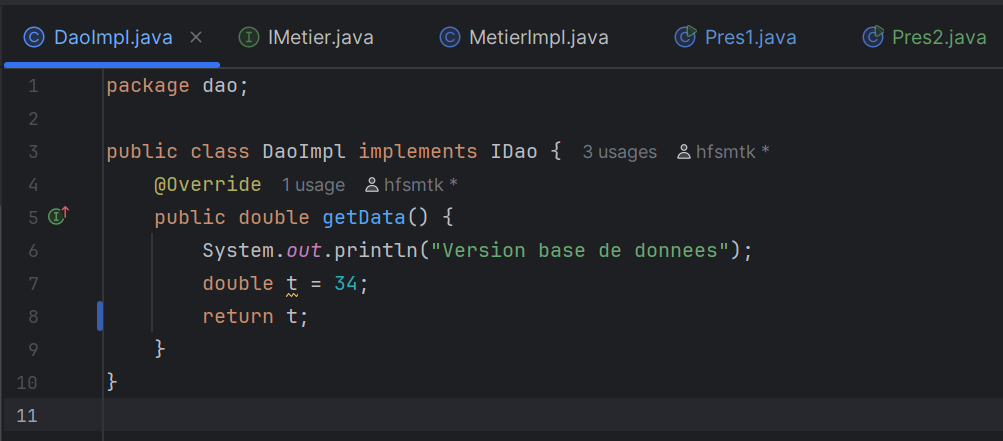 DaoImpl.java × IMetier.java MetierImpl.java Pres1.java Pres2.java
1 package dao;
2
3 public class DaoImpl implements IDao { 3 usages hfsmtk *
4 @Override 1 usage hfsmtk *
5 public double getData() {
6 System.out.println("Version base de donnees");
7 double t = 34;
8 return t;
9 }
10 }
11